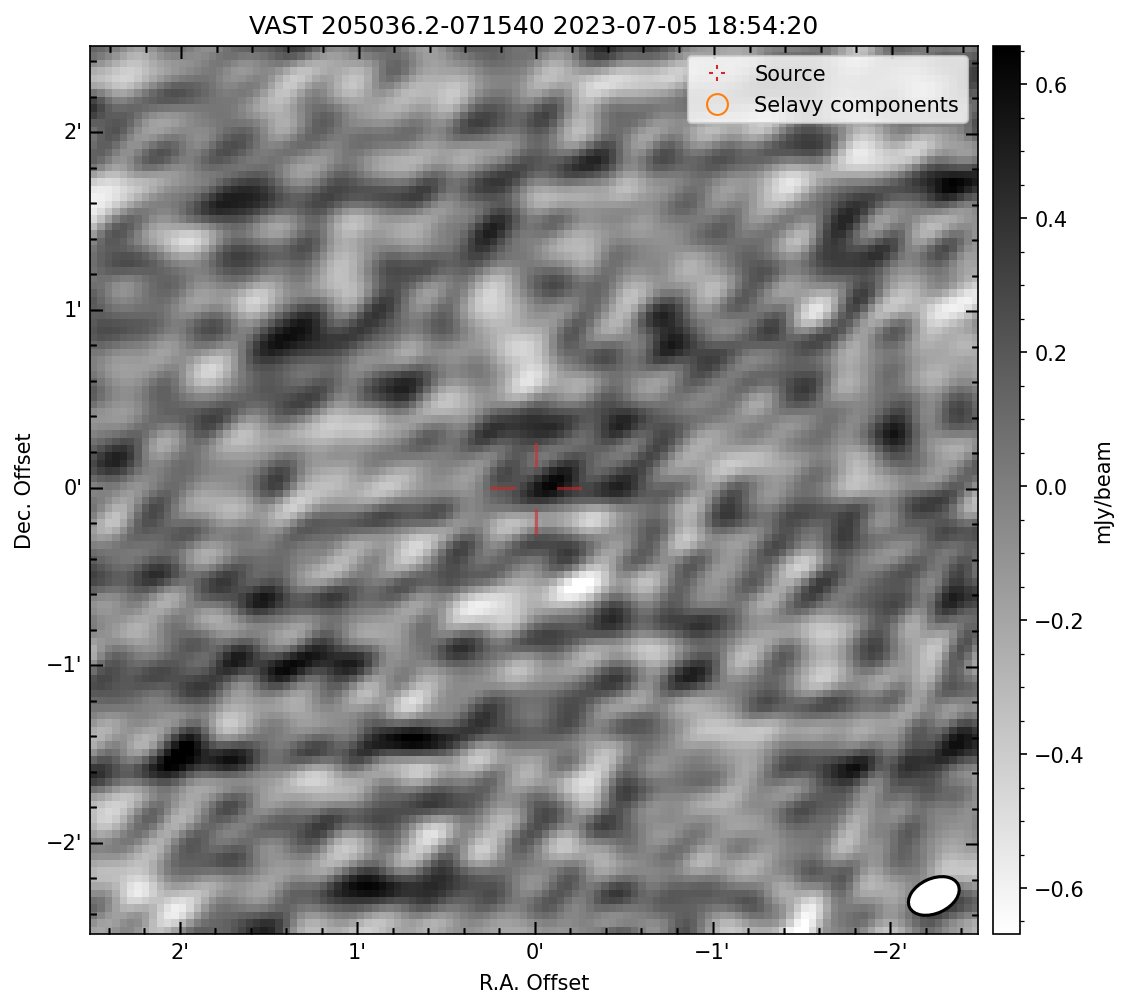 VAST 205036.2-071540 2023-07-05 18:54:20
Source
Selavy components
2'
1'
0'
−1'
−2'
Dec. Offset
2'
1'
0'
−1'
−2'
R.A. Offset
0.6
0.4
0.2
0.0
−0.2
−0.4
−0.6
mJy/beam